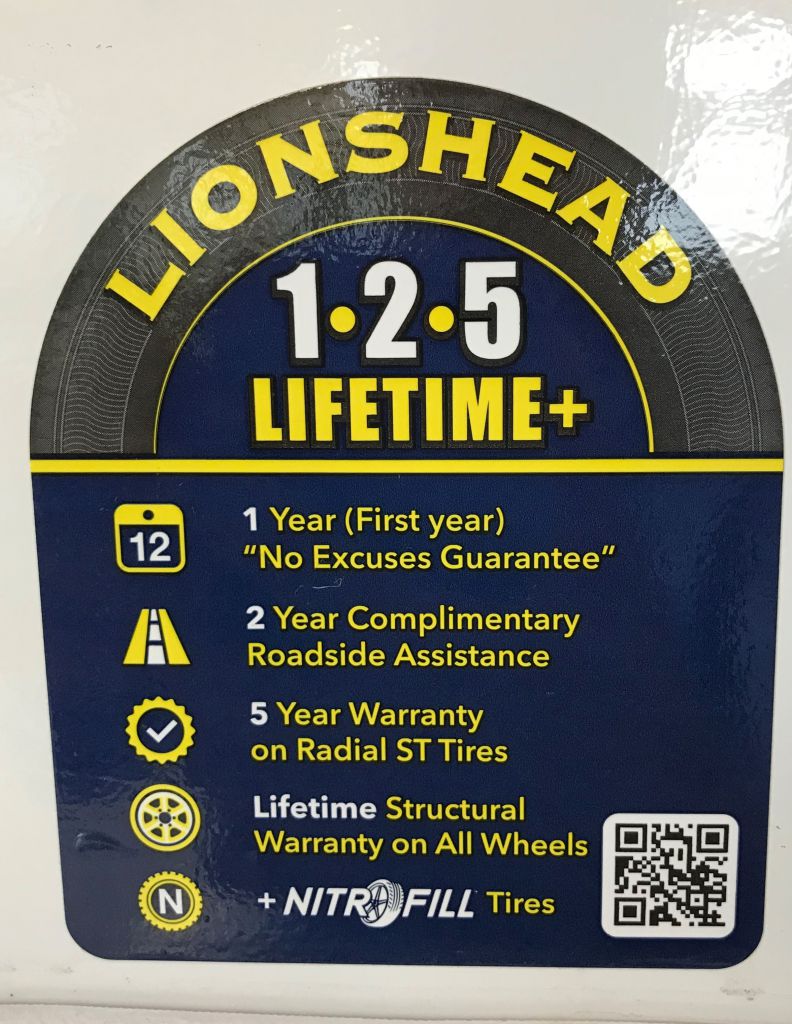 LIONSHEAD
1•2•5
LIFETIME+
12
1 Year (First year)
“No Excuses Guarantee”
2 Year Complimentary
Roadside Assistance
5 Year Warranty
on Radial ST Tires
Lifetime Structural
Warranty on All Wheels
N
+ NITROFILL Tires